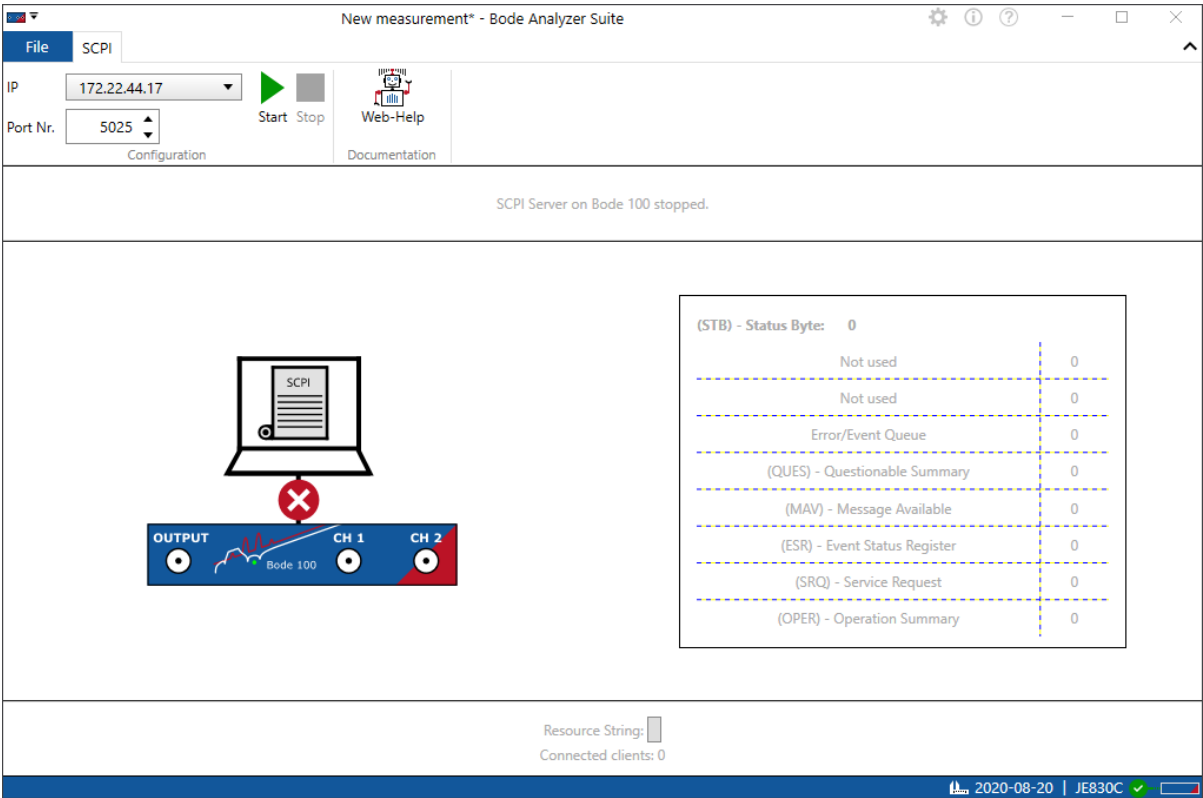 New measurement* - Bode Analyzer Suite
File SCPI
IP 172.22.44.17
Port Nr. 5025
Start Stop
Web-Help
Configuration
Documentation
SCPI Server on Bode 100 stopped.
SCPI
OUTPUT CH 1 CH 2
Bode 100
(STB) - Status Byte: 0
Not used 0
Not used 0
Error/Event Queue 0
(QUES) - Questionable Summary 0
(MAV) - Message Available 0
(ESR) - Event Status Register 0
(SRQ) - Service Request 0
(OPER) - Operation Summary 0
Resource String:
Connected clients: 0
2020-08-20 | JE830C